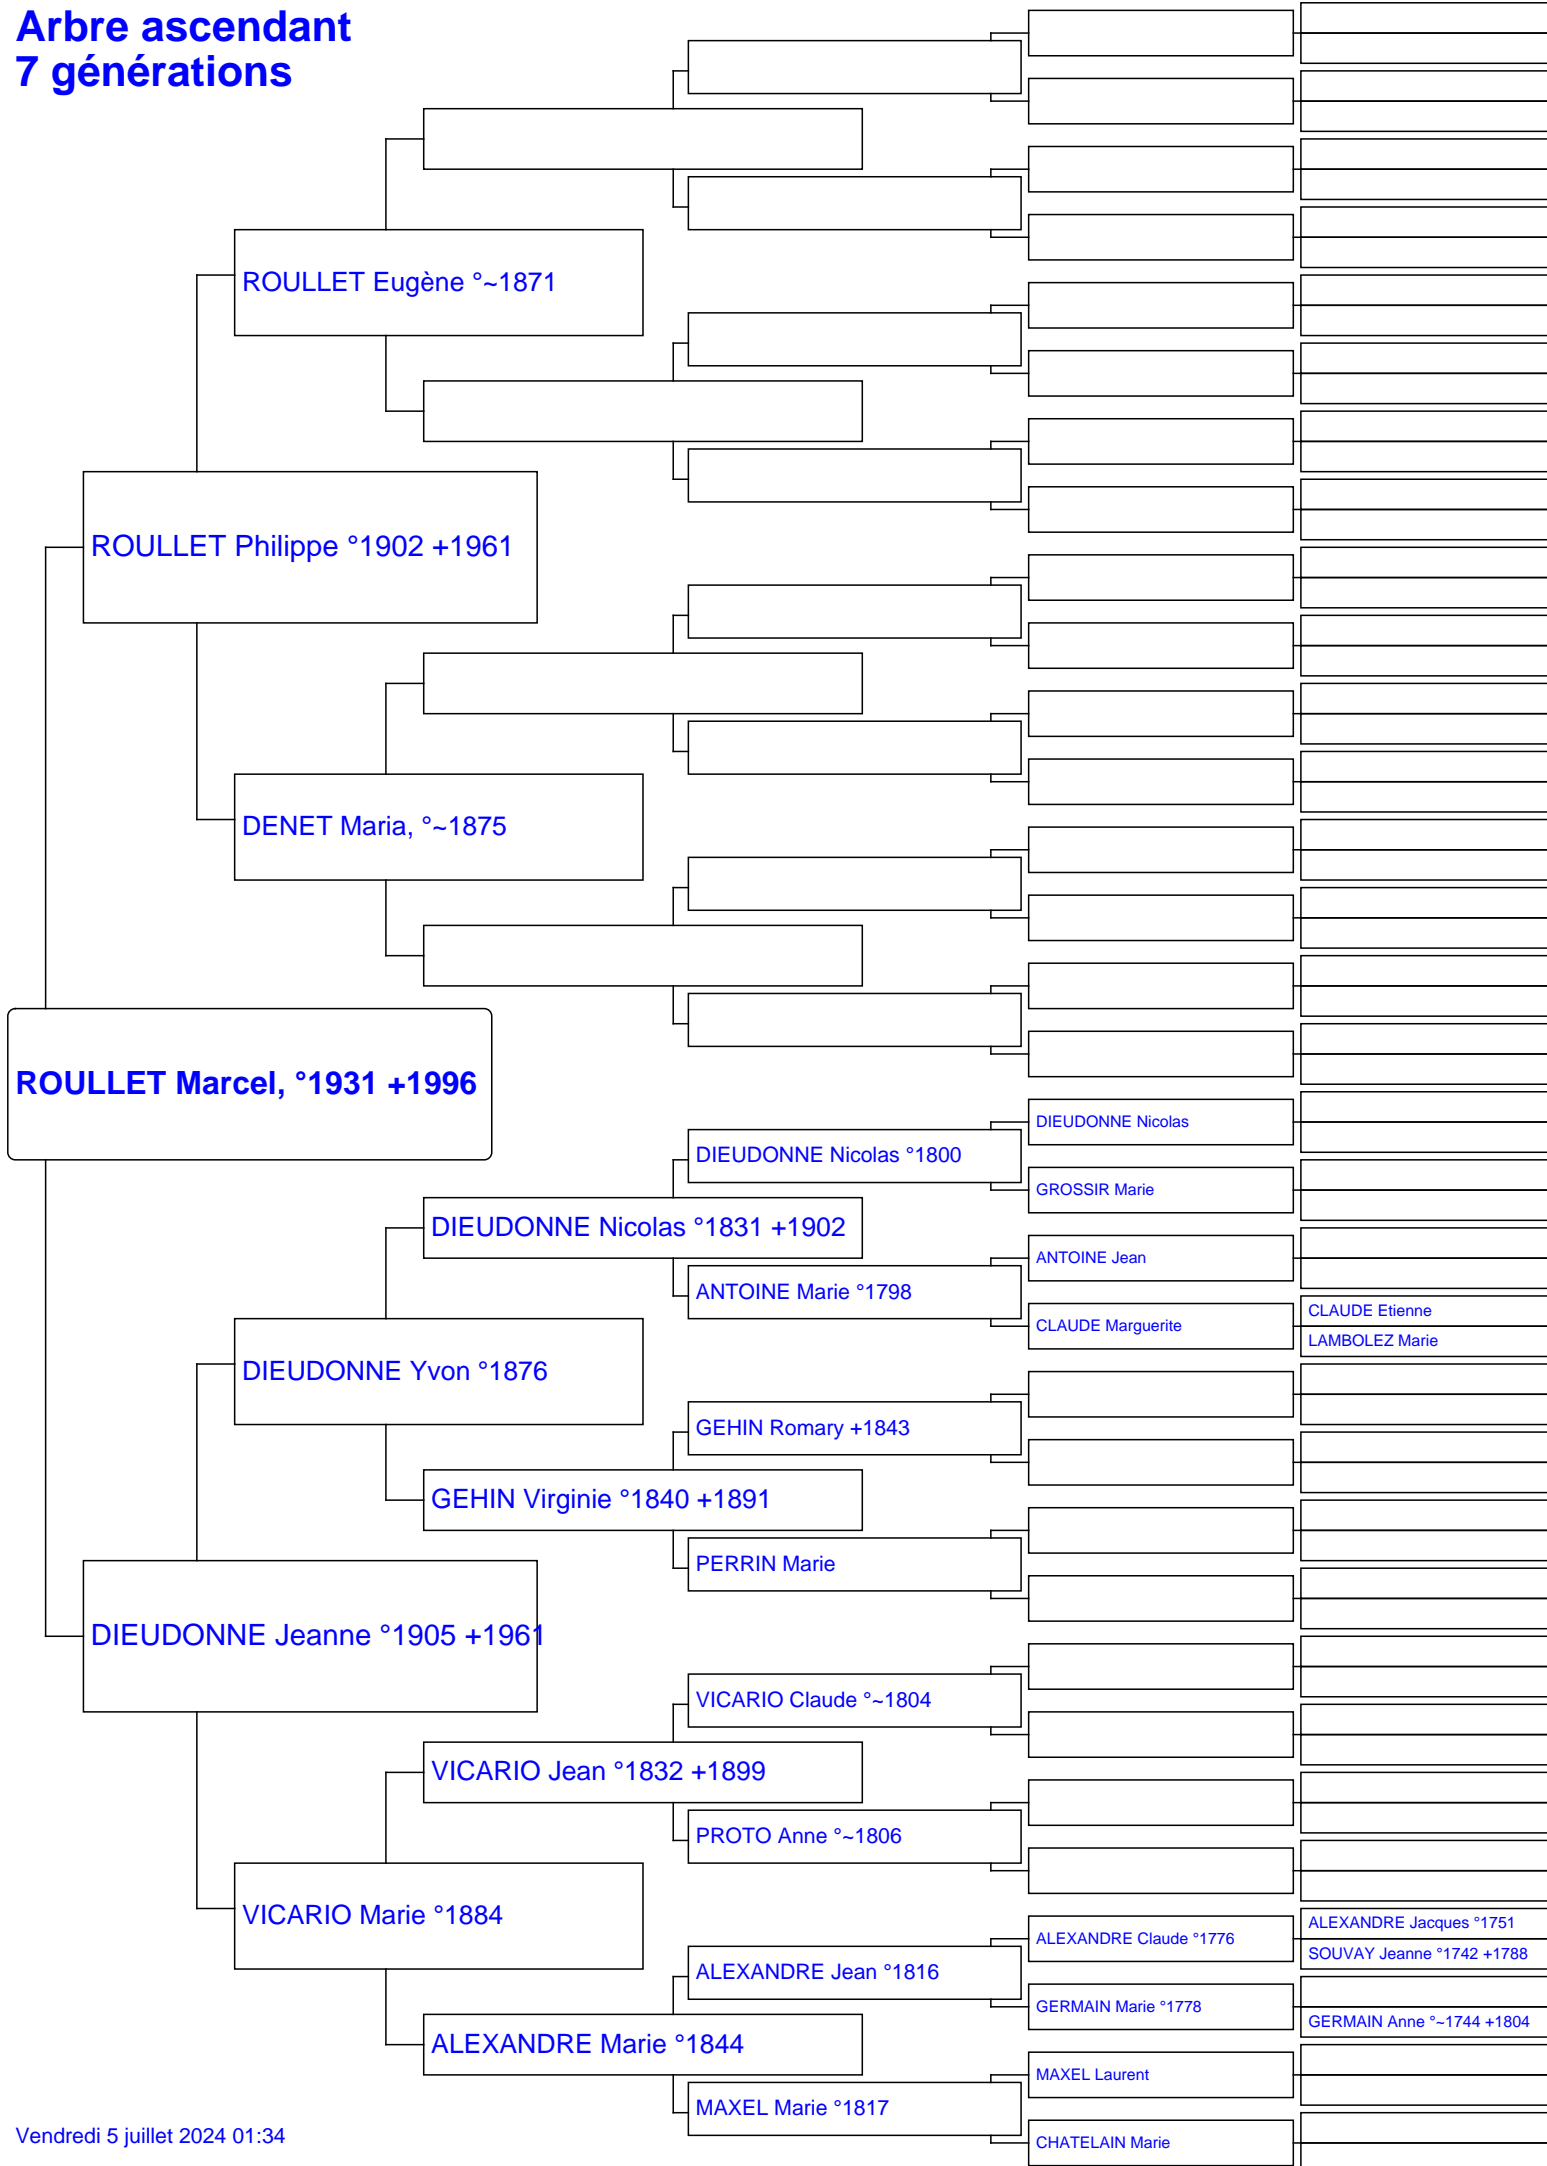 Arbre ascendant
7 générations
ROULLET Eugène °~1871
ROULLET Philippe °1902 +1961
DENET Maria, °~1875
ROULLET Marcel, °1931 +1996
DIEUDONNE Nicolas
DIEUDONNE Nicolas °1800
GROSSIR Marie
DIEUDONNE Nicolas °1831 +1902
ANTOINE Jean
ANTOINE Marie °1798
CLAUDE Etienne
CLAUDE Marguerite
LAMBOLEZ Marie
DIEUDONNE Yvon °1876
GEHIN Romary +1843
GEHIN Virginie °1840 +1891
PERRIN Marie
DIEUDONNE Jeanne °1905 +1961
VICARIO Claude °~1804
VICARIO Jean °1832 +1899
PROTO Anne °~1806
VICARIO Marie °1884
ALEXANDRE Jacques °1751
ALEXANDRE Claude °1776
SOUVAY Jeanne °1742 +1788
ALEXANDRE Jean °1816
GERMAIN Marie °1778
GERMAIN Anne °~1744 +1804
ALEXANDRE Marie °1844
MAXEL Laurent
MAXEL Marie °1817
CHATELAIN Marie
Vendredi 5 juillet 2024 01:34